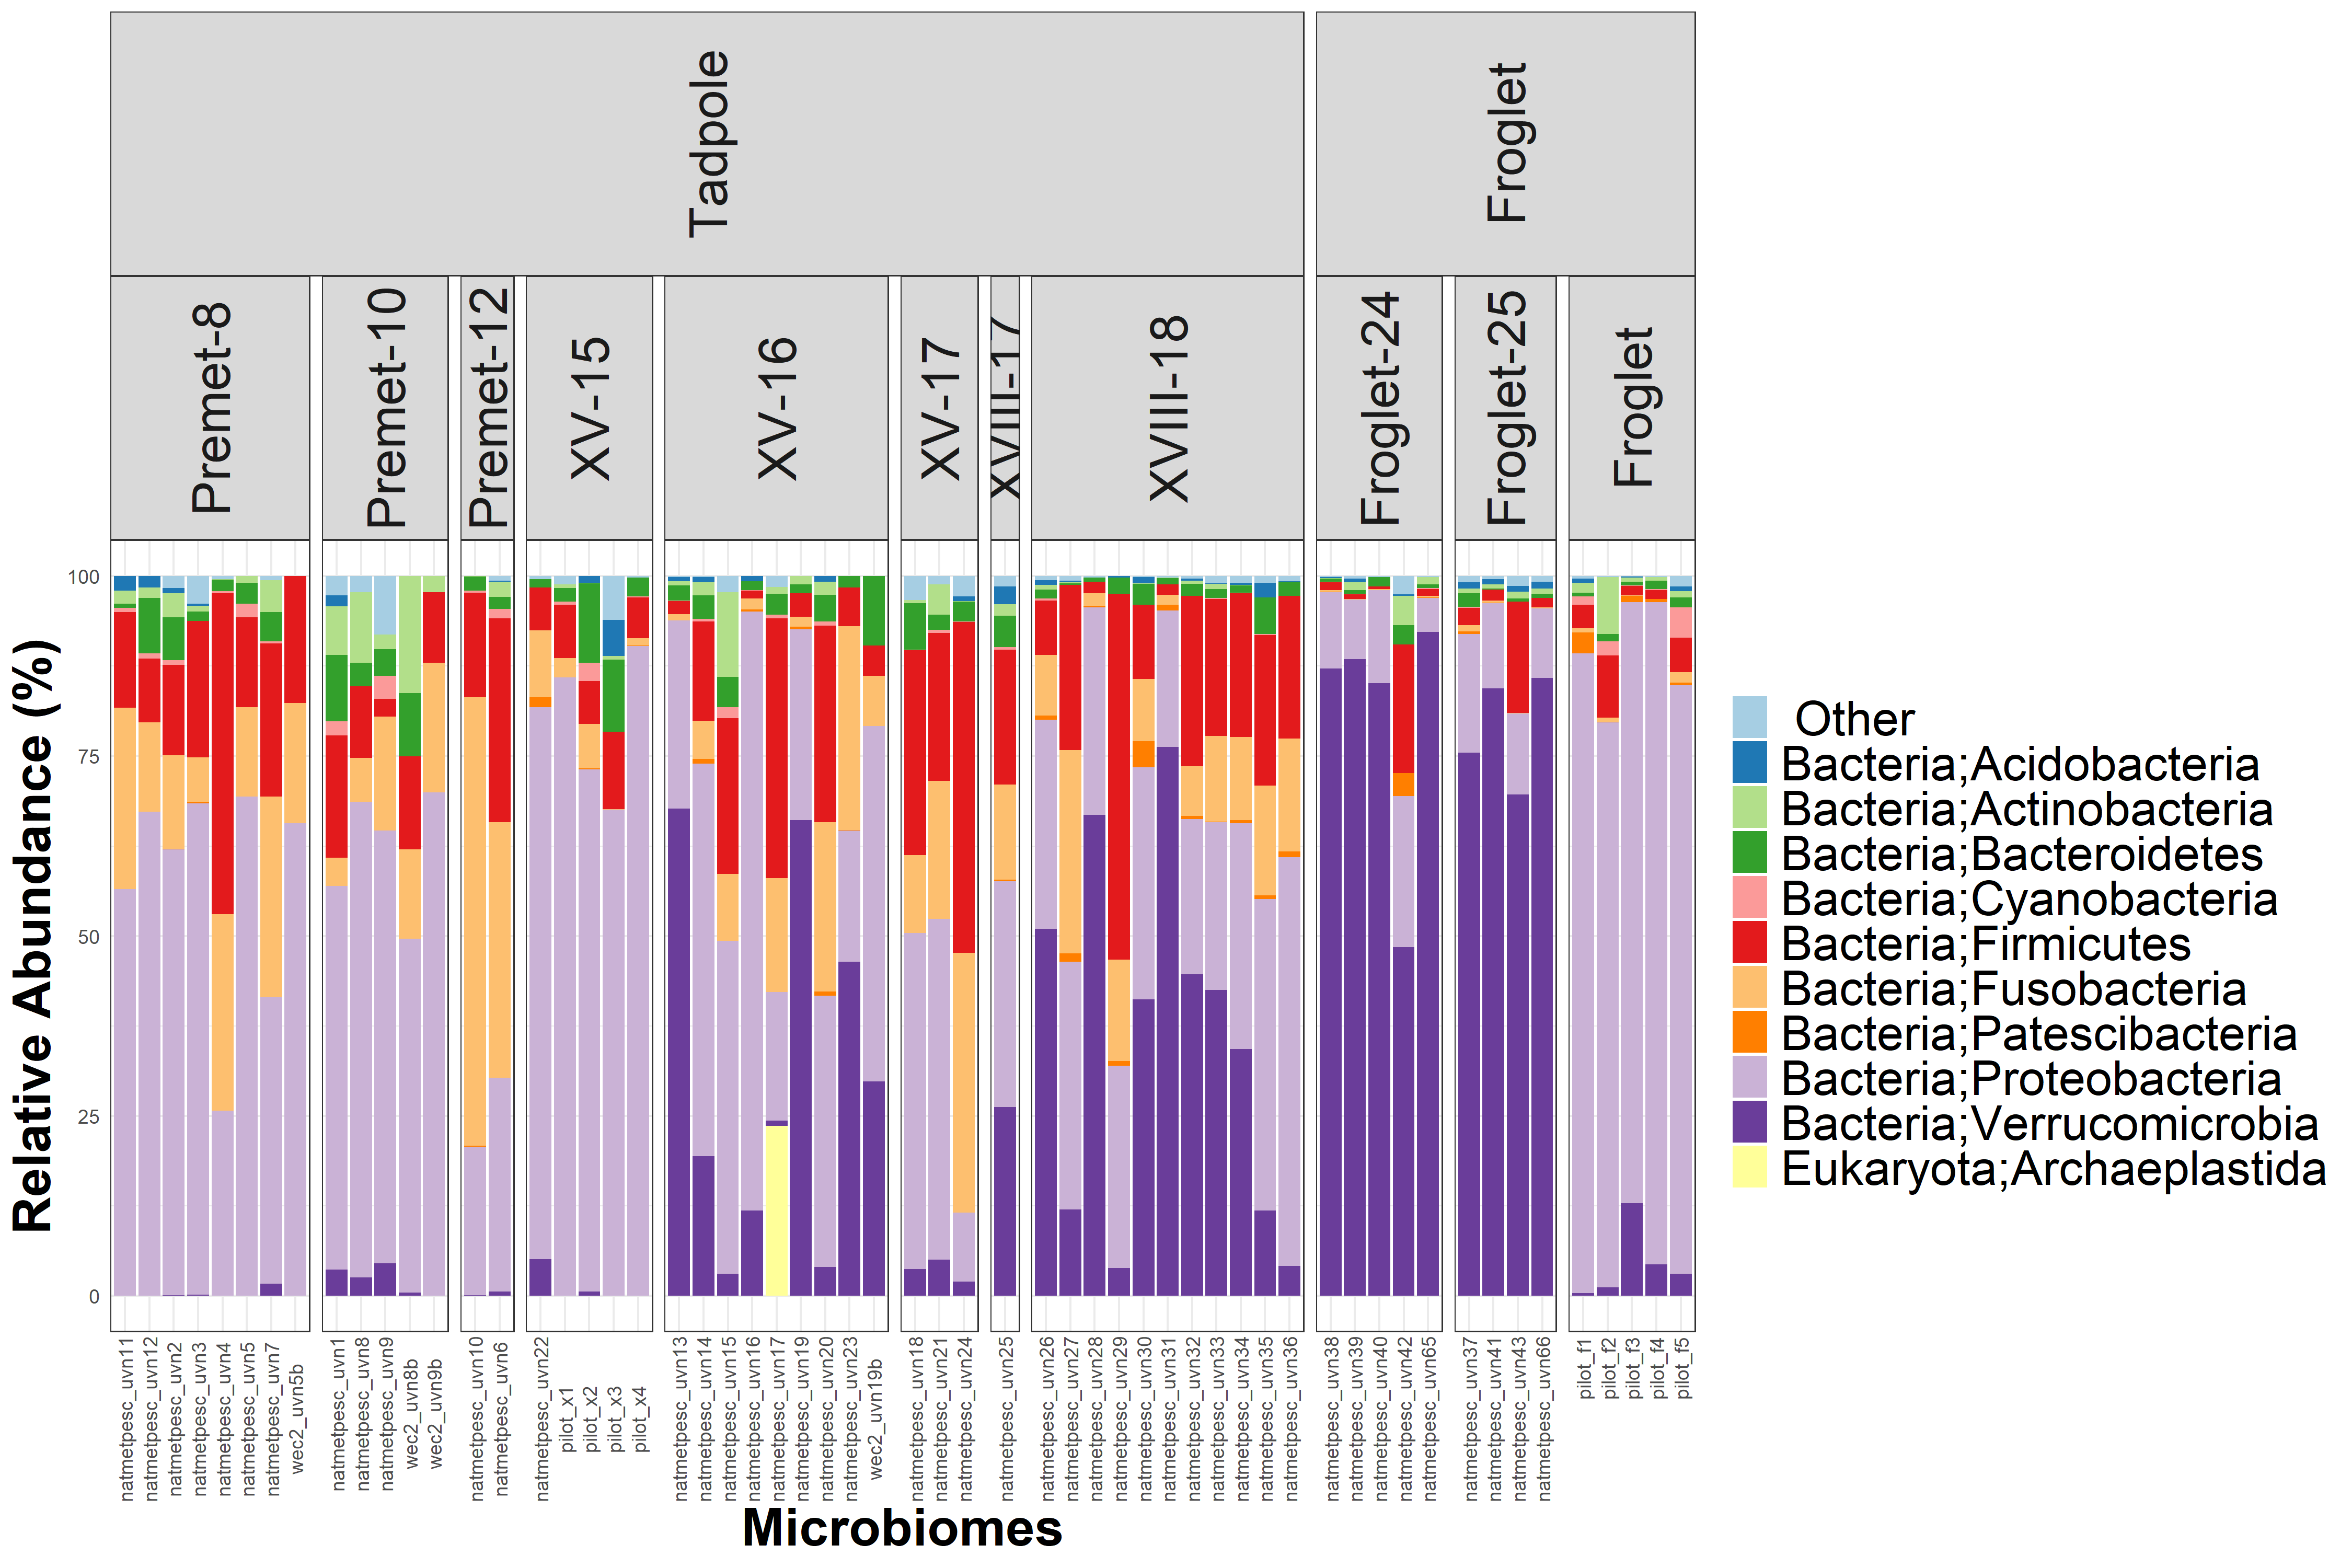 Tadpole
Froglet
Premet-8
Premet-10
Premet-12
XV-15
XV-16
XV-17
XVIII-17
XVIII-18
Froglet-24
Froglet-25
Froglet
Relative Abundance (%)
100
75
50
25
0
natmetpesc_uvn11
natmetpesc_uvn12
natmetpesc_uvn2
natmetpesc_uvn3
natmetpesc_uvn4
natmetpesc_uvn5
natmetpesc_uvn7
wec2_uvn5b
natmetpesc_uvn1
natmetpesc_uvn8
natmetpesc_uvn9
wec2_uvn8b
wec2_uvn9b
natmetpesc_uvn10
natmetpesc_uvn6
natmetpesc_uvn22
pilot_x1
pilot_x2
pilot_x3
pilot_x4
natmetpesc_uvn13
natmetpesc_uvn14
natmetpesc_uvn15
natmetpesc_uvn16
natmetpesc_uvn17
natmetpesc_uvn19
natmetpesc_uvn20
natmetpesc_uvn23
wec2_uvn19b
natmetpesc_uvn18
natmetpesc_uvn21
natmetpesc_uvn24
natmetpesc_uvn25
natmetpesc_uvn26
natmetpesc_uvn27
natmetpesc_uvn28
natmetpesc_uvn29
natmetpesc_uvn30
natmetpesc_uvn31
natmetpesc_uvn32
natmetpesc_uvn33
natmetpesc_uvn34
natmetpesc_uvn35
natmetpesc_uvn36
natmetpesc_uvn38
natmetpesc_uvn39
natmetpesc_uvn40
natmetpesc_uvn42
natmetpesc_uvn65
natmetpesc_uvn37
natmetpesc_uvn41
natmetpesc_uvn43
natmetpesc_uvn66
pilot_f1
pilot_f2
pilot_f3
pilot_f4
pilot_f5
Microbiomes
Other
Bacteria;Acidobacteria
Bacteria;Actinobacteria
Bacteria;Bacteroidetes
Bacteria;Cyanobacteria
Bacteria;Firmicutes
Bacteria;Fusobacteria
Bacteria;Patescibacteria
Bacteria;Proteobacteria
Bacteria;Verrucomicrobia
Eukaryota;Archaeplastida